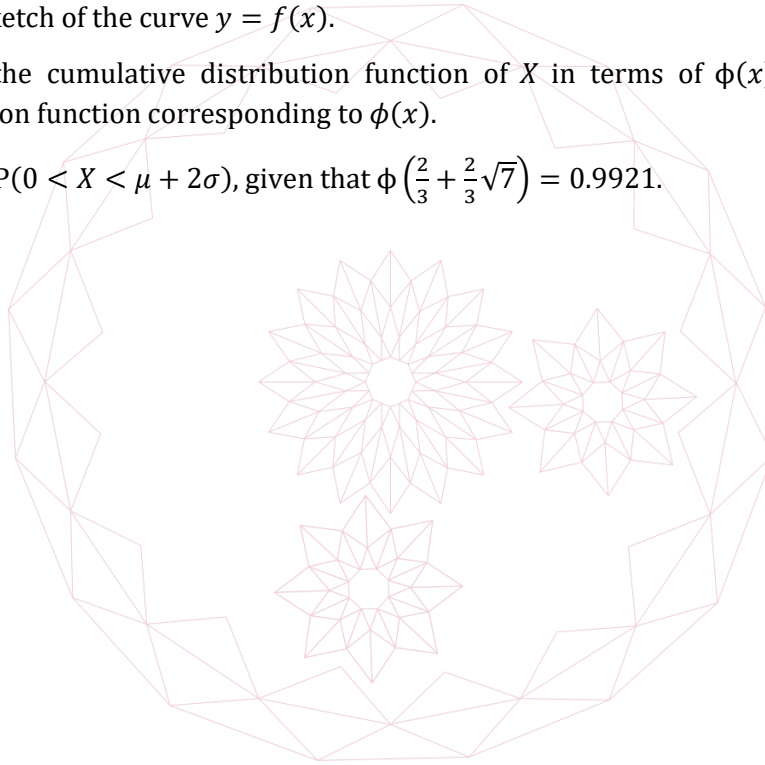 etch of the curve y = f(x).
the cumulative distribution function of X in terms of ϕ(x)
on function corresponding to 𝜙(x).
P(0 < X < μ + 2σ), given that ϕ (2/3 + 2/3 √7) = 0.9921.